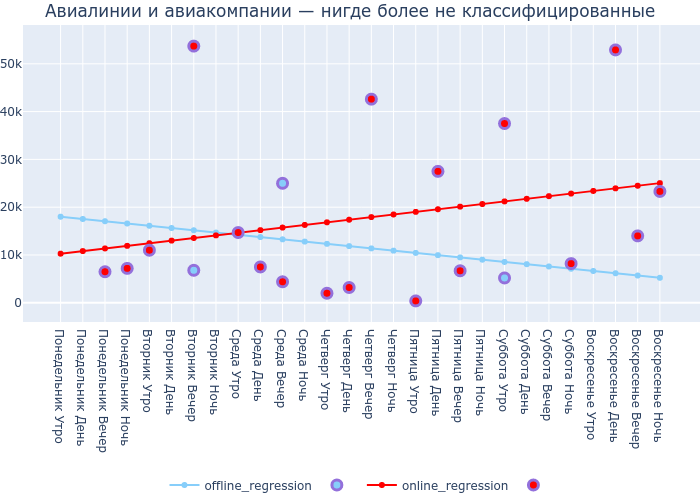 Авиалинии и авиакомпании — нигде более не классифицированные
50k
40k
30k
20k
10k
0
Понедельник Утро
Понедельник День
Понедельник Вечер
Понедельник Ночь
Вторник Утро
Вторник День
Вторник Вечер
Вторник Ночь
Среда Утро
Среда День
Среда Вечер
Среда Ночь
Четверг Утро
Четверг День
Четверг Вечер
Четверг Ночь
Пятница Утро
Пятница День
Пятница Вечер
Пятница Ночь
Суббота Утро
Суббота День
Суббота Вечер
Суббота Ночь
Воскресенье Утро
Воскресенье День
Воскресенье Вечер
Воскресенье Ночь
offline_regression
online_regression